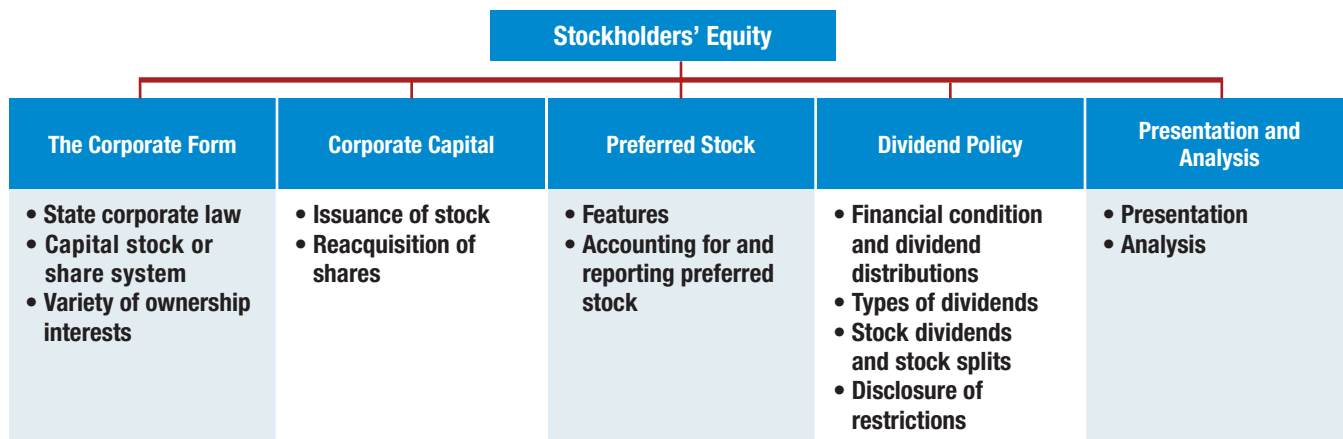 Stockholders’ Equity
The Corporate Form
• State corporate law
• Capital stock or
share system
• Variety of ownership
interests
Corporate Capital
• Issuance of stock
• Reacquisition of
shares
Preferred Stock
• Features
• Accounting for and
reporting preferred
stock
Dividend Policy
• Financial condition
and dividend
distributions
• Types of dividends
• Stock dividends
and stock splits
• Disclosure of
restrictions
Presentation and
Analysis
• Presentation
• Analysis